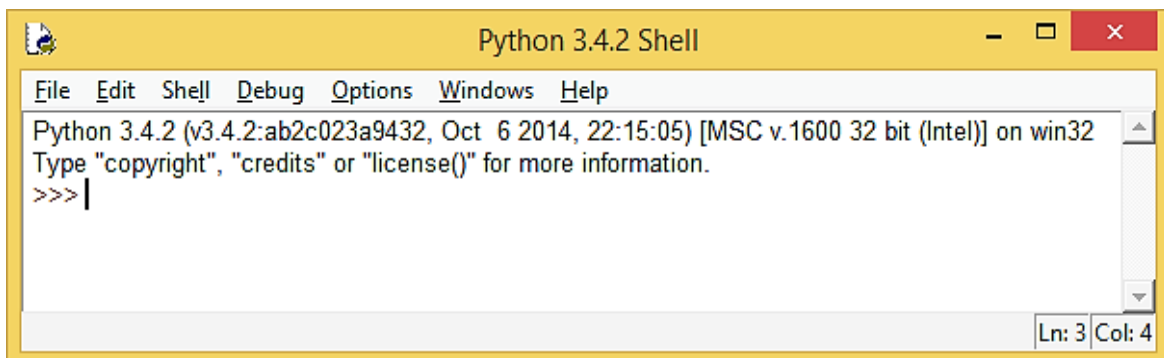 Python 3.4.2 Shell
File Edit Shell Debug Options Windows Help
Python 3.4.2 (v3.4.2:ab2c023a9432, Oct  6 2014, 22:15:05) [MSC v.1600 32 bit (Intel)] on win32
Type "copyright", "credits" or "license()" for more information.
>>>
Ln: 3 Col: 4